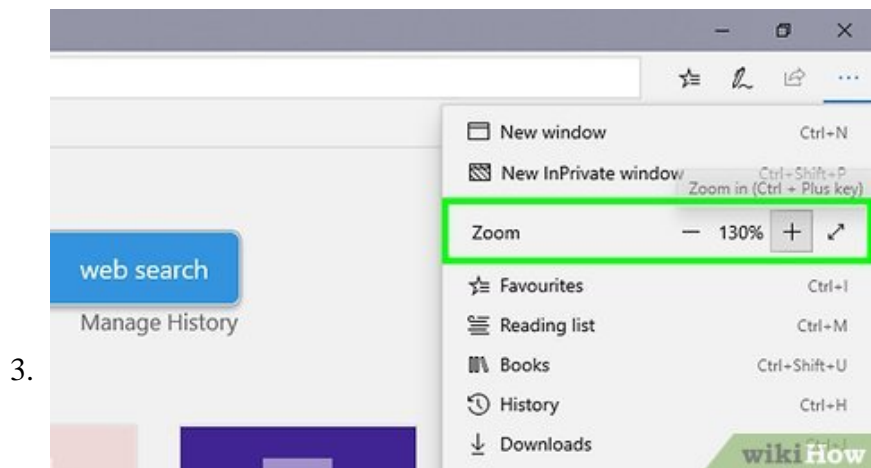 New window Ctrl+N
New InPrivate window Ctrl+Shift+P
Zoom in (Ctrl + Plus key)
Zoom — 130% +
web search
Favourites Ctrl+I
Manage History
Reading list Ctrl+M
3.
Books Ctrl+Shift+U
History Ctrl+H
Downloads
wikiHow